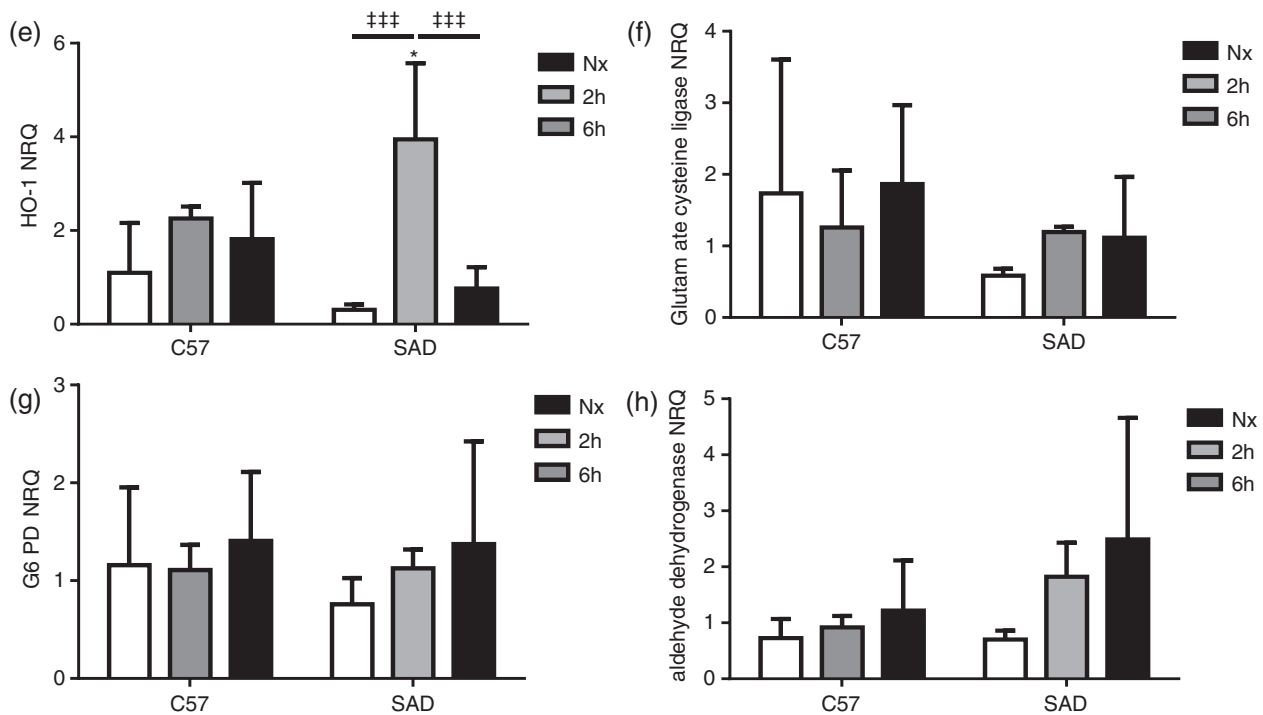 (e)
‡‡‡ ‡‡‡
*
HO-1 NRQ
6
4
2
0
C57 SAD
Nx
2h
6h
(f)
Glutam ate cysteine ligase NRQ
4
3
2
1
0
C57 SAD
Nx
2h
6h
(g)
G6 PD NRQ
3
2
1
0
C57 SAD
Nx
2h
6h
(h)
aldehyde dehydrogenase NRQ
5
4
3
2
1
0
C57 SAD
Nx
2h
6h